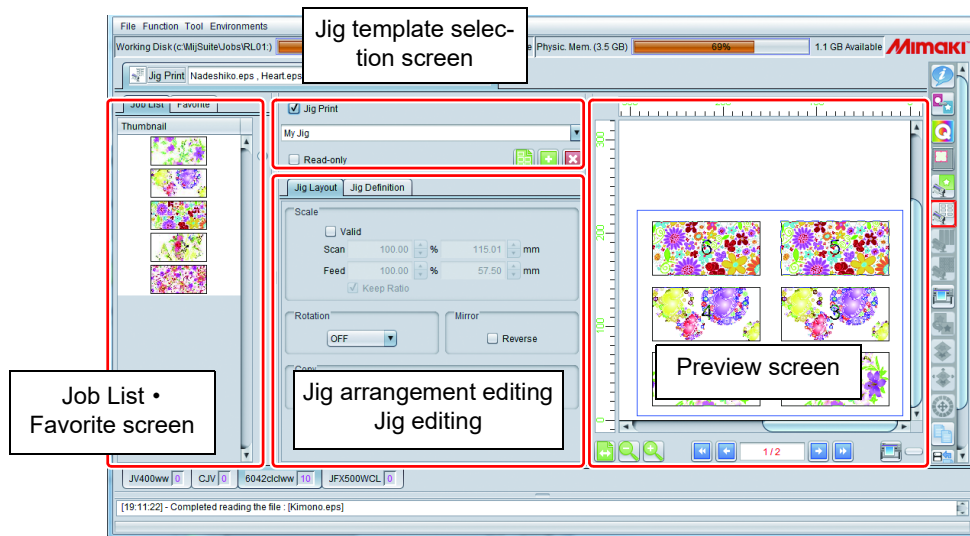 File Function Tool Environments
Working Disk (c:\MijSuite\Jobs\RL01:)
Physic. Mem. (3.5 GB)
69%
1.1 GB Available
Mimaki
Jig template selec-
tion screen
Jig Print Nadeshiko.eps , Heart.eps
Job List Favorite
Thumbnail
Jig Print
My Jig
Read-only
Jig Layout Jig Definition
Scale
Valid
Scan 100.00 % 115.01 mm
Feed 100.00 % 57.50 mm
Keep Ratio
Rotation
OFF
Mirror
Reverse
Copy
Job List •
Favorite screen
Jig arrangement editing
Jig editing
300
200
100
0
6 5
4 3
Preview screen
1/2
JV400ww 0 CJV 0 6042clclww 10 JFX500WCL 0
[19:11:22] - Completed reading the file : [Kimono.eps]